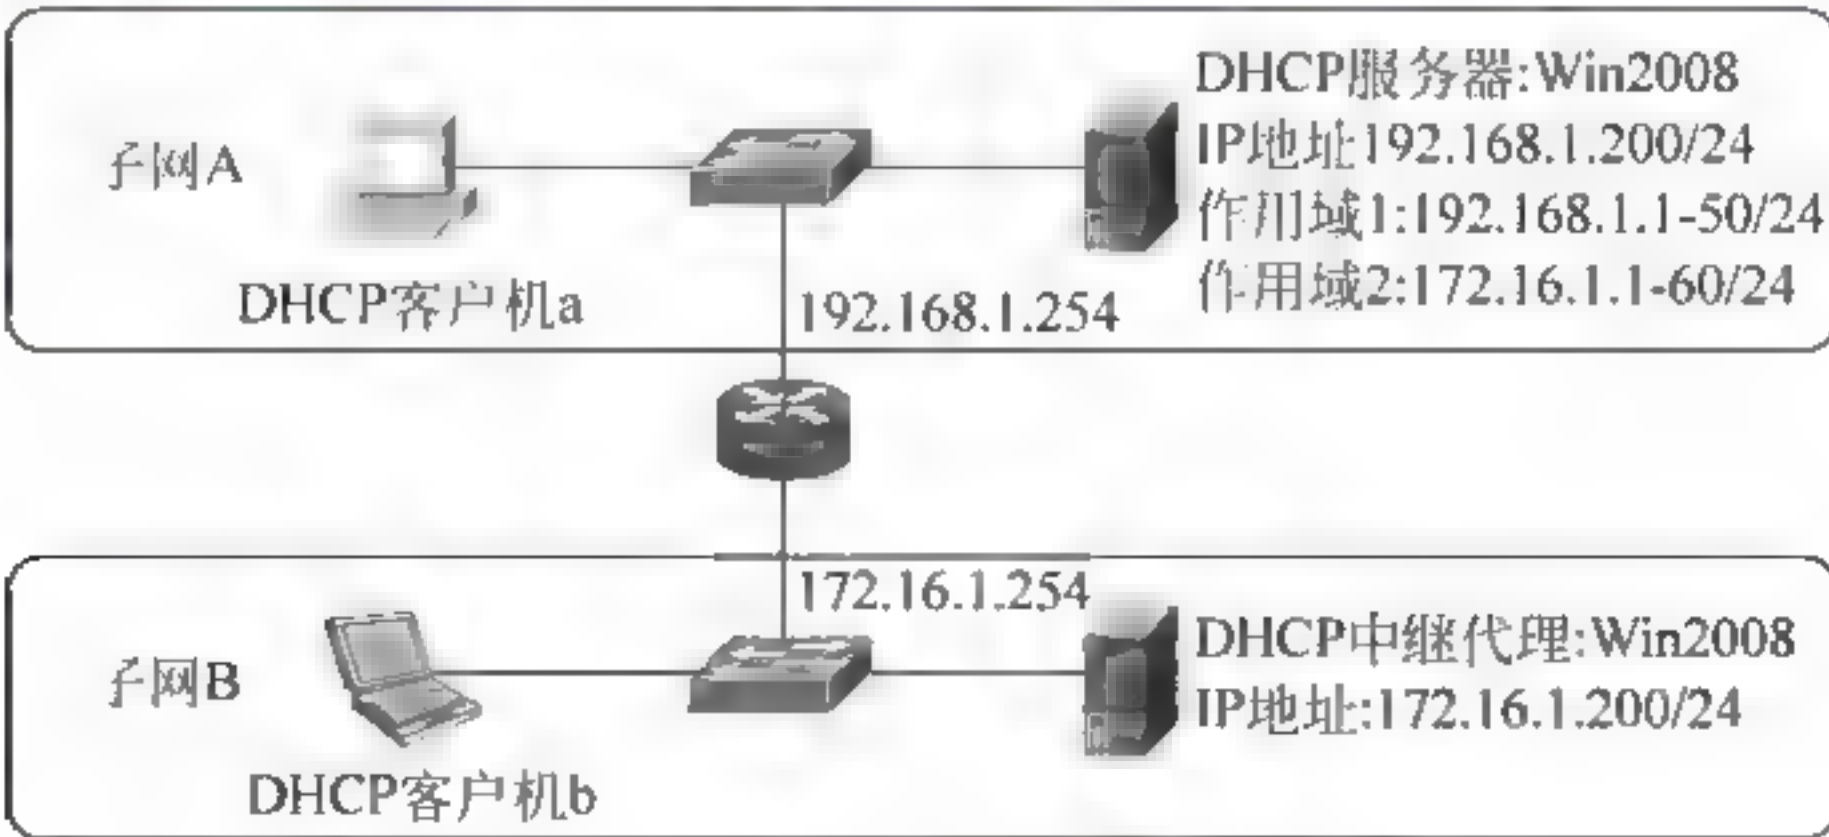 子网A
DHCP客户机a
DHCP服务器:Win2008
IP地址192.168.1.200/24
作用域1:192.168.1.1-50/24
作用域2:172.16.1.1-60/24
192.168.1.254
172.16.1.254
子网B
DHCP客户机b
DHCP中继代理:Win2008
IP地址:172.16.1.200/24